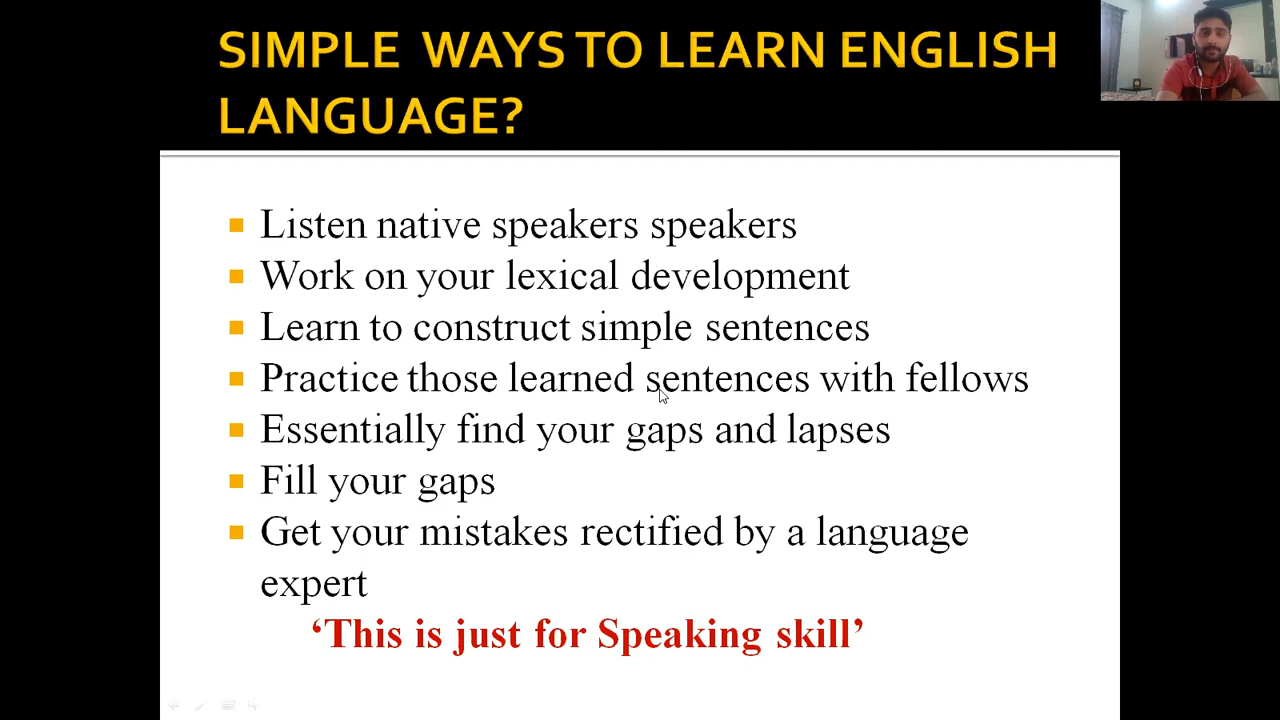 SIMPLE WAYS TO LEARN ENGLISH
LANGUAGE?
Listen native speakers speakers
Work on your lexical development
Learn to construct simple sentences
Practice those learned sentences with fellows
Essentially find your gaps and lapses
Fill your gaps
Get your mistakes rectified by a language
expert
‘This is just for Speaking skill’